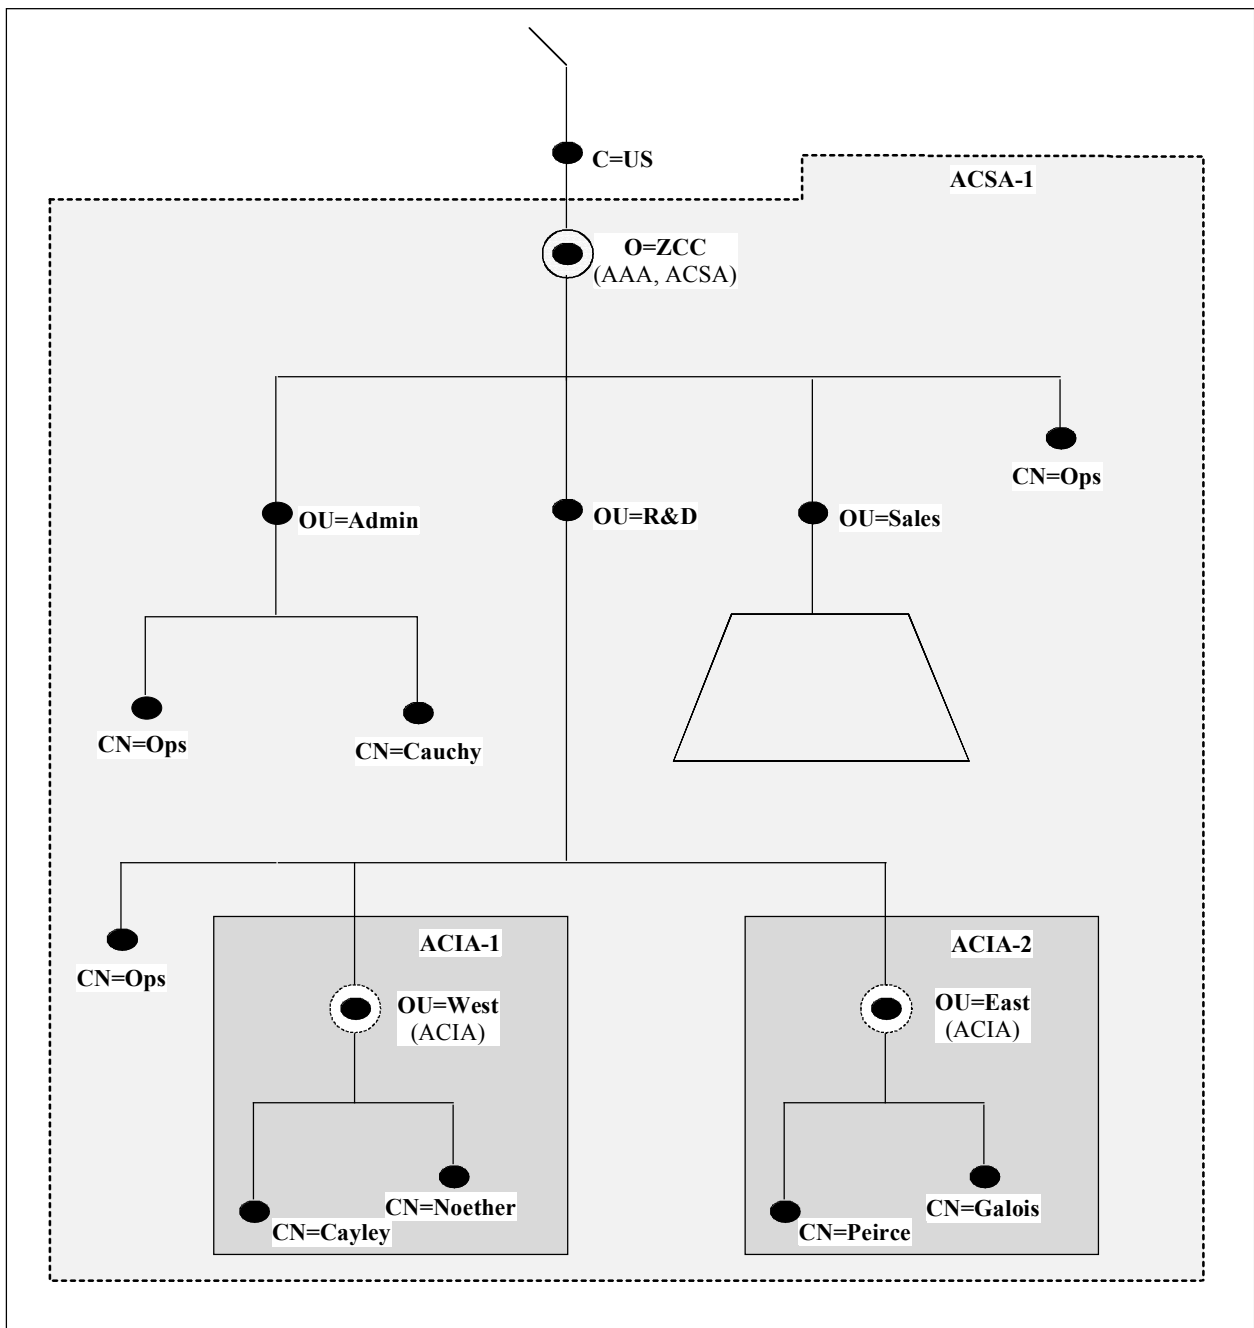 C=US
ACSA-1
O=ZCC
(AAA, ACSA)
CN=Ops
OU=Admin
OU=R&D
OU=Sales
CN=Ops
CN=Cauchy
CN=Ops
ACIA-1
OU=West
(ACIA)
CN=Noether
CN=Cayley
ACIA-2
OU=East
(ACIA)
CN=Galois
CN=Peirce